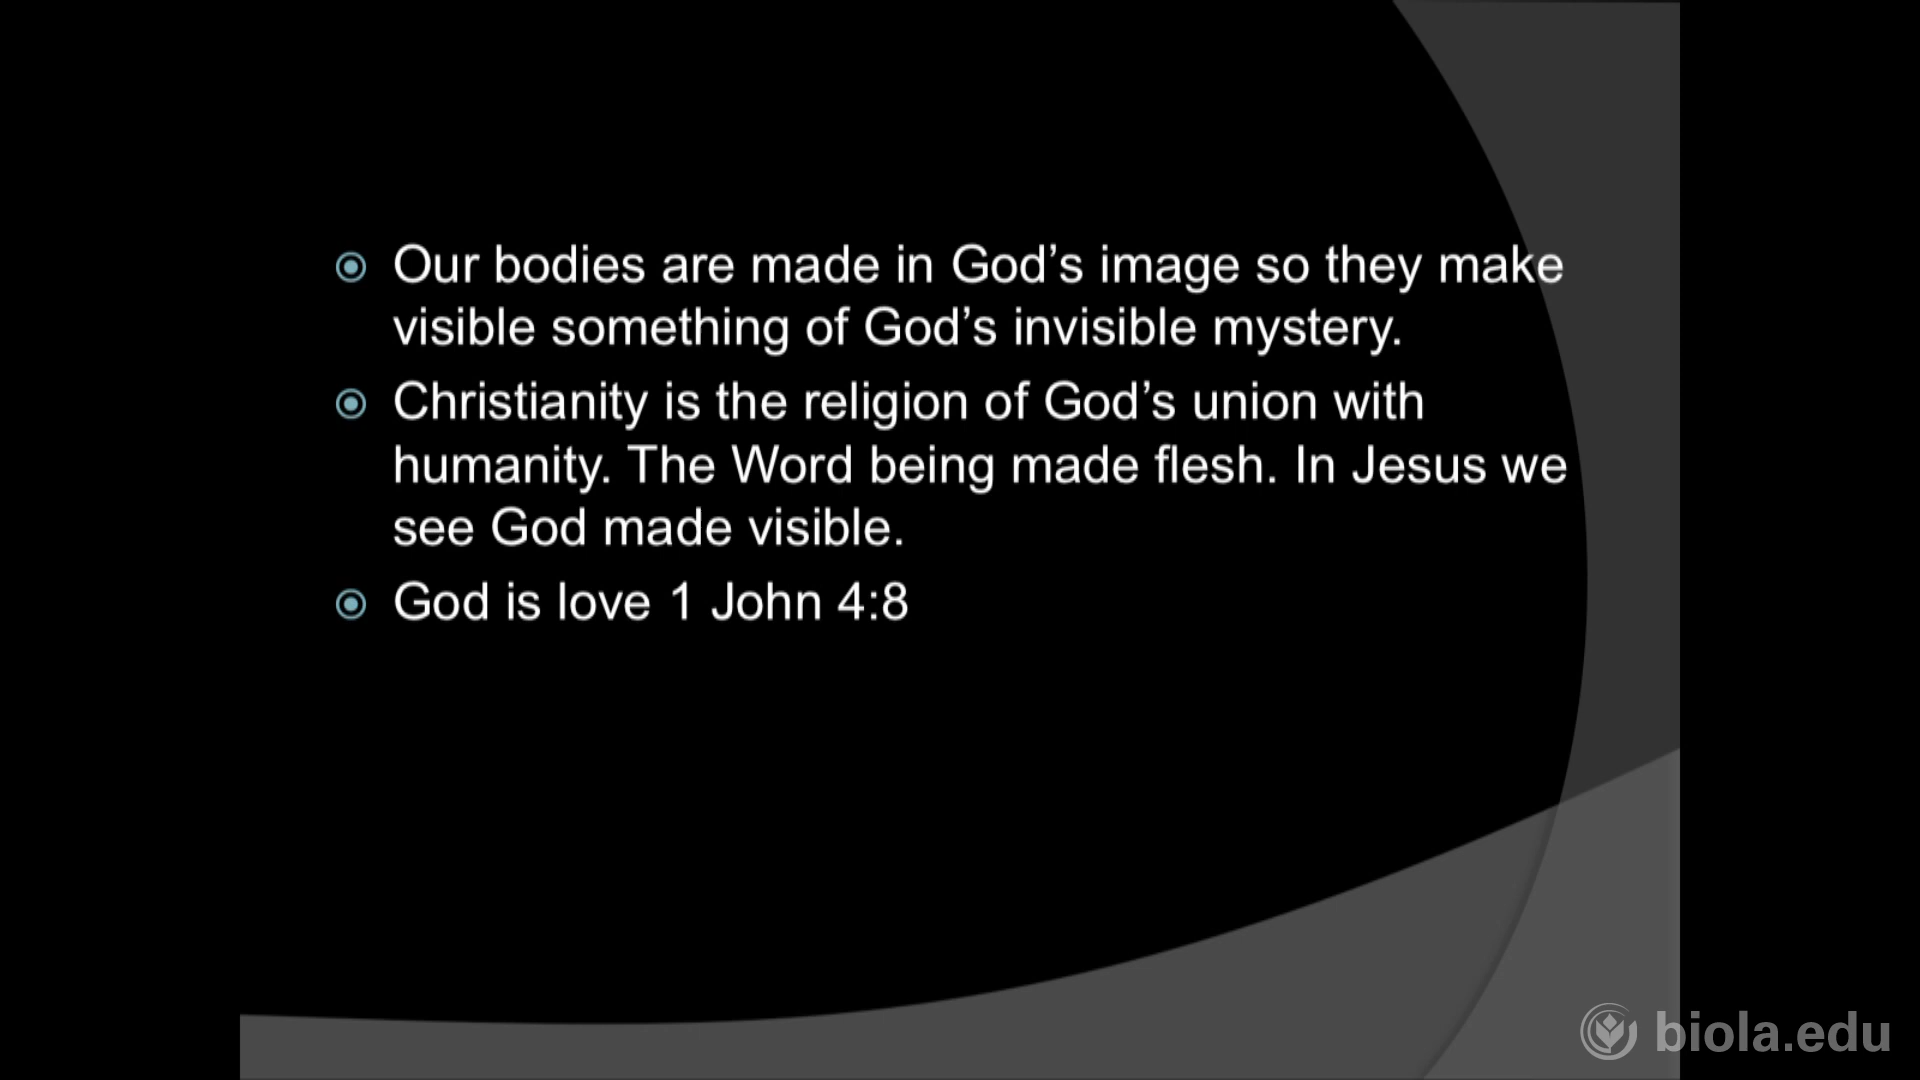 Our bodies are made in God’s image so they make
visible something of God’s invisible mystery.
Christianity is the religion of God’s union with
humanity. The Word being made flesh. In Jesus we
see God made visible.
God is love 1 John 4:8
biola.edu